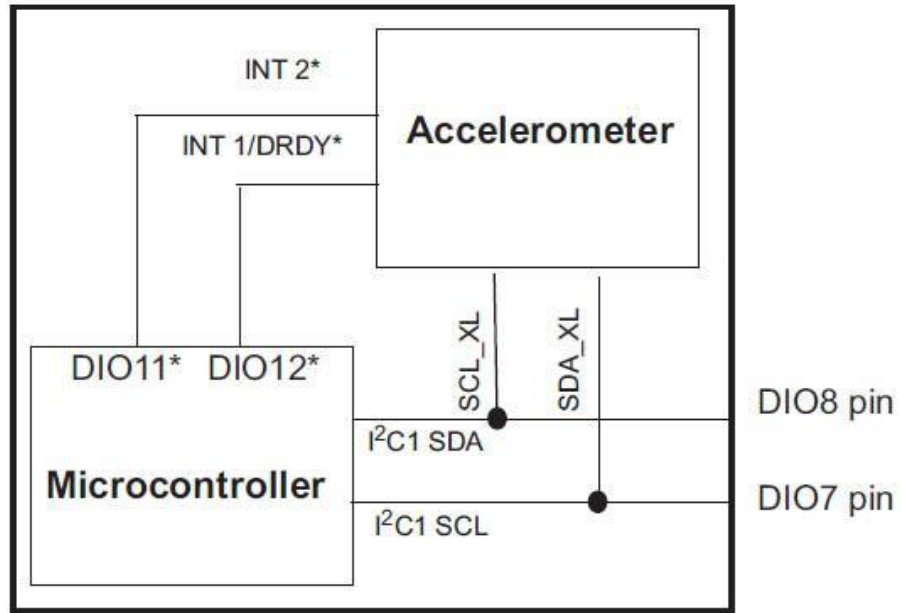 INT 2*
Accelerometer
INT 1/DRDY*
SCL_XL
SDA_XL
DIO11* DIO12*
DIO8 pin
I²C1 SDA
Microcontroller
DIO7 pin
I²C1 SCL